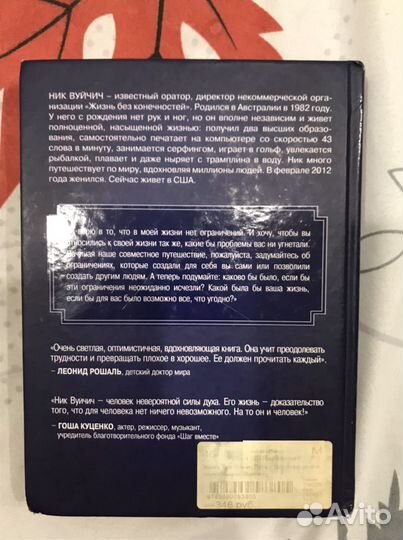 НИК ВУЙЧИЧ – известный оратор, директор некоммерческой орга-
низации «Жизнь без конечностей». Родился в Австралии в 1982 году.
У него с рождения нет рук и ног, но он вполне независим и живет
полноценной, насыщенной жизнью: получил два высших образо-
вания, самостоятельно печатает на компьютере со скоростью 43
слова в минуту, занимается серфингом, играет в гольф, увлекается
рыбалкой, плавает и даже ныряет с трамплина в воду. Ник много
путешествует по миру, вдохновляя миллионы людей. В феврале 2012
года женился. Сейчас живет в США.
в то, что в моей жизни нет ограничений. И хочу, чтобы вы
относились к своей жизни так же, какие бы проблемы вас ни угнетали.
Начиная наше совместное путешествие, пожалуйста, задумайтесь об
ограничениях, которые создали для себя вы сами или позволили
создать другим людям. А теперь подумайте: каково бы было, если бы
эти ограничения неожиданно исчезли? Какой была бы ваша жизнь,
если бы для вас было возможно все, что угодно?»
«Очень светлая, оптимистичная, вдохновляющая книга. Она учит преодолевать
трудности и превращать плохое в хорошее. Ее должен прочитать каждый».
– ЛЕОНИД РОШАЛЬ, детский доктор мира
«Ник Вуйчич – человек невероятной силы духа. Его жизнь – доказательство
того, что для человека нет ничего невозможного. На то он и человек!»
– ГОША КУЦЕНКО, актер, режиссер, музыкант,
учредитель благотворительного фонда «Шаг вместе»
М
348 руб
Avito